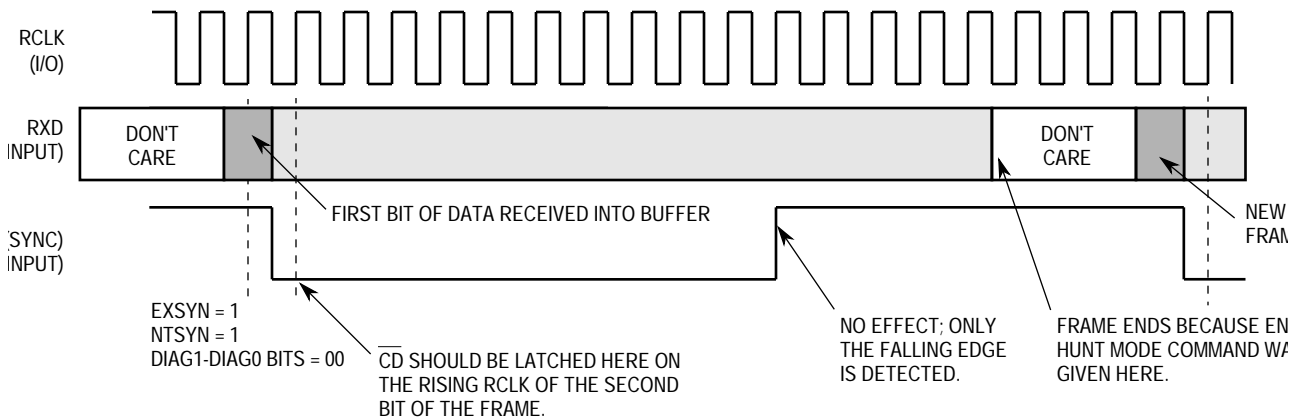 RCLK
(I/O)
RXD
INPUT)
DON'T
CARE
DON'T
CARE
FIRST BIT OF DATA RECEIVED INTO BUFFER
NEW
(SYNC)
INPUT)
EXSYN = 1
NTSYN = 1
DIAG1-DIAG0 BITS = 00
CD SHOULD BE LATCHED HERE ON
THE RISING RCLK OF THE SECOND
BIT OF THE FRAME.
NO EFFECT; ONLY
THE FALLING EDGE
IS DETECTED.
FRAME ENDS BECAUSE EN
HUNT MODE COMMAND WA
GIVEN HERE.